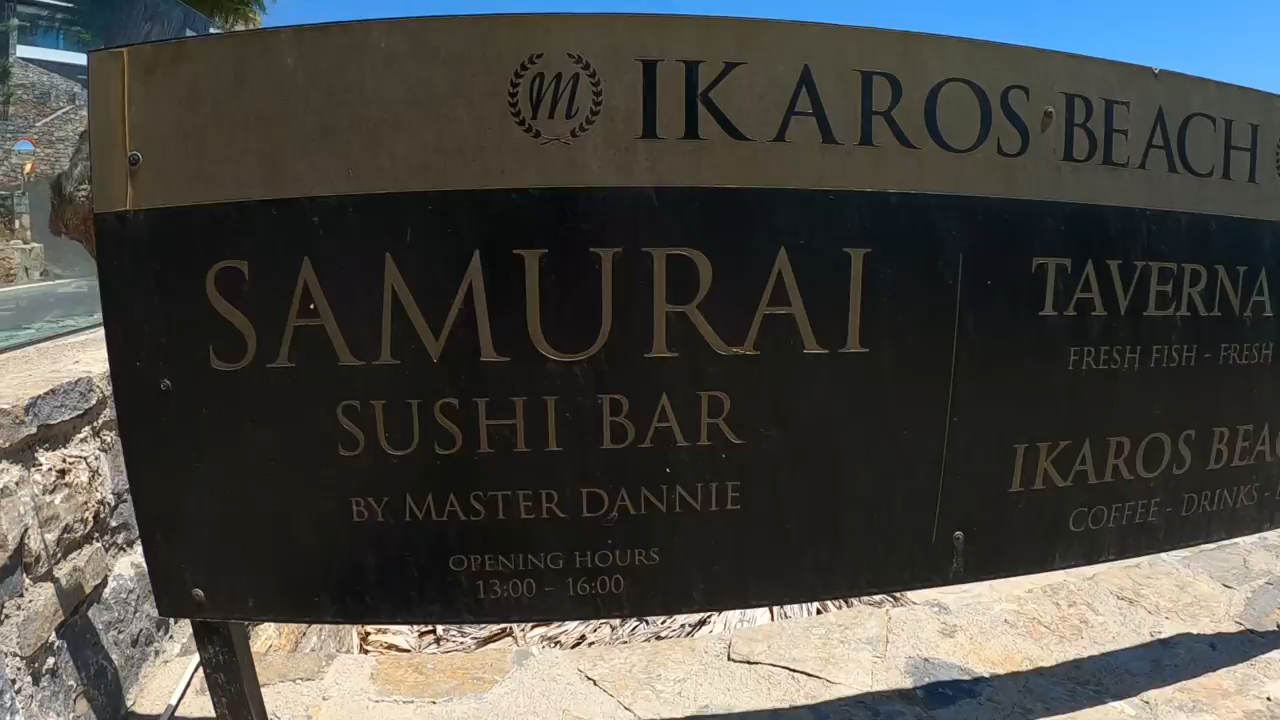 M IKAROS BEACH
SAMURAI
SUSHI BAR
BY MASTER DANNIE
OPENING HOURS
13:00 - 16:00
TAVERNA
FRESH FISH - FRESH
IKAROS BEA
COFFEE - DRINKS -